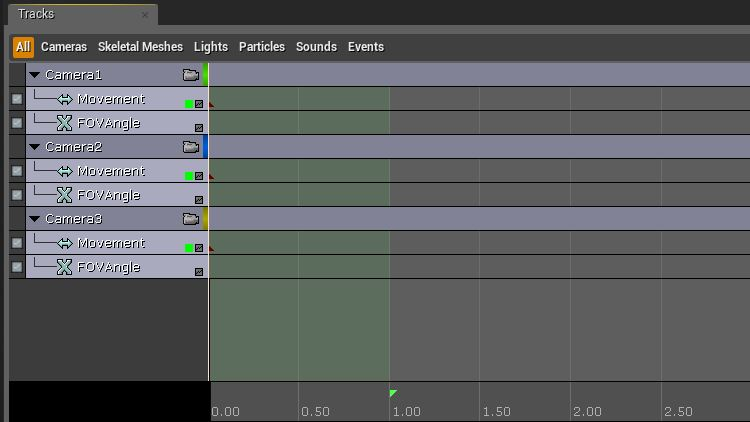 Tracks
All Cameras Skeletal Meshes Lights Particles Sounds Events
Camera1
Movement
FOVAngle
Camera2
Movement
FOVAngle
Camera3
Movement
FOVAngle
0.00 0.50 1.00 1.50 2.00 2.50